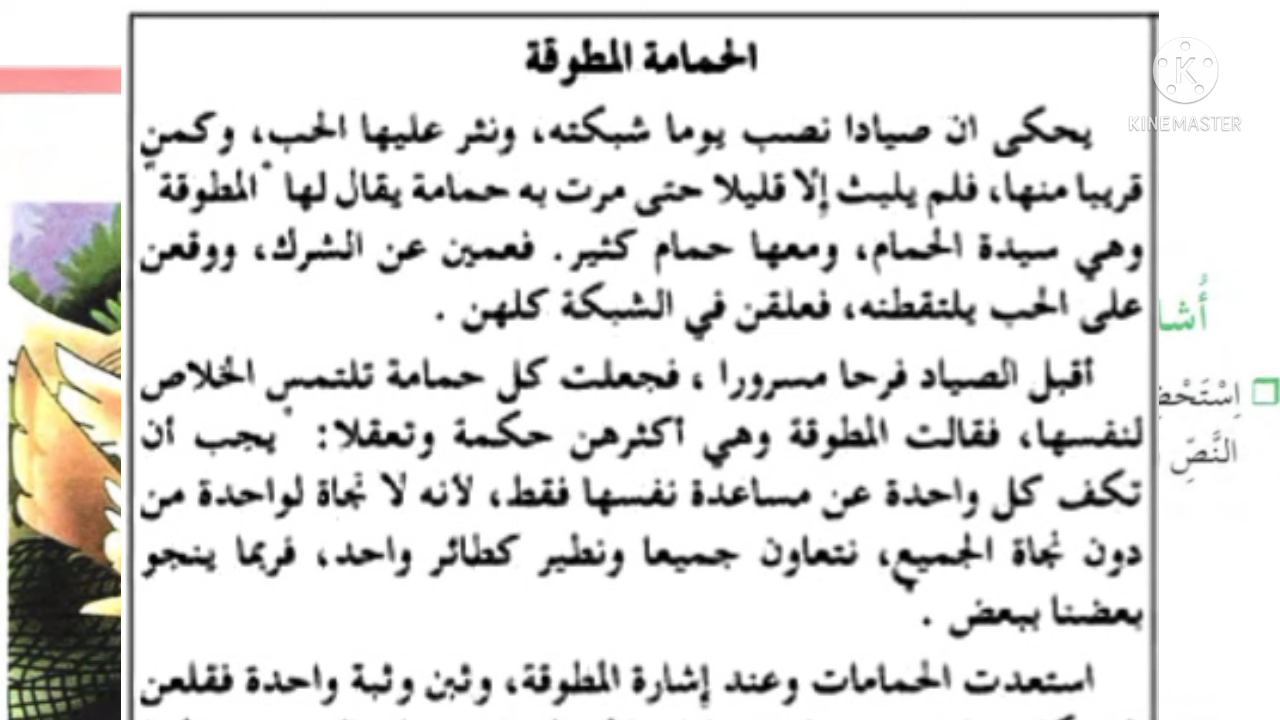 الحمامة المطوقة
يحكى ان صيادا نصب يوما شبكته، ونثر عليها الحب، وكمن
قريبا منها، فلم يلبث إلا قليلا حتى مرت به حمامة يقال لها "المطوقة"
وهي سيدة الحمام، ومعها حمام كثير. فعمين عن الشرك، ووقعن
على الحب يلتقطنه، فعلقن في الشبكة كلهن .
أقبل الصياد فرحا مسرورا ، فجعلت كل حمامة تلتمس الخلاص
لنفسها، فقالت المطوقة وهي أكثرهن حكمة وتعقلا: " يجب أن
تكف كل واحدة عن مساعدة نفسها فقط، لأنه لا نجاة لواحدة من
دون نجاة الجميع، نتعاون جميعا ونطير كطائر واحد، فربما ينجو
بعضنا ببعض .
استعدت الحمامات وعند إشارة المطوقة، وثبن وثبة واحدة فقلعن
KINEMASTER
أُشا
اِسْتَحْضِ
النَّصِّ